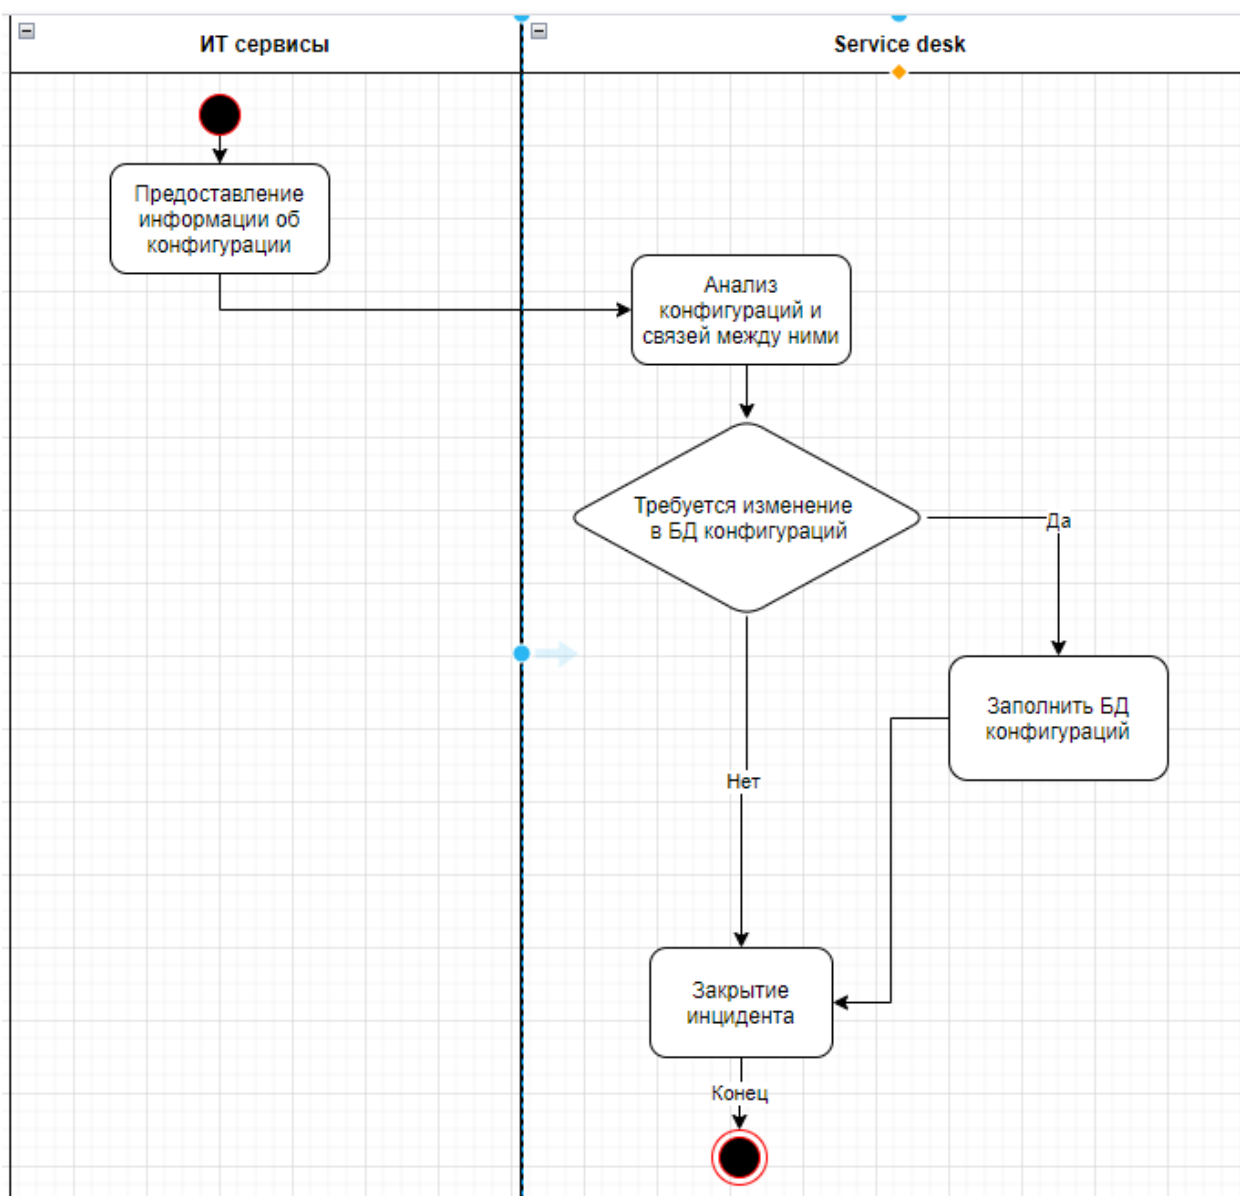 ИТ сервисы
Service desk
Предоставление
информации об
конфигурации
Анализ
конфигураций и
связей между ними
Требуется изменение
в БД конфигураций
Да
Заполнить БД
конфигураций
Нет
Закрытие
инцидента
Конец